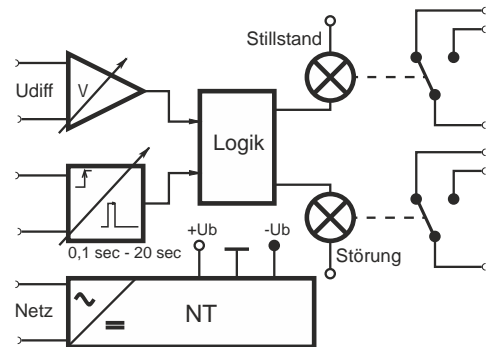 Stillstand
Udiff
V
Logik
0,1 sec - 20 sec
+Ub
-Ub
Störung
Netz
NT